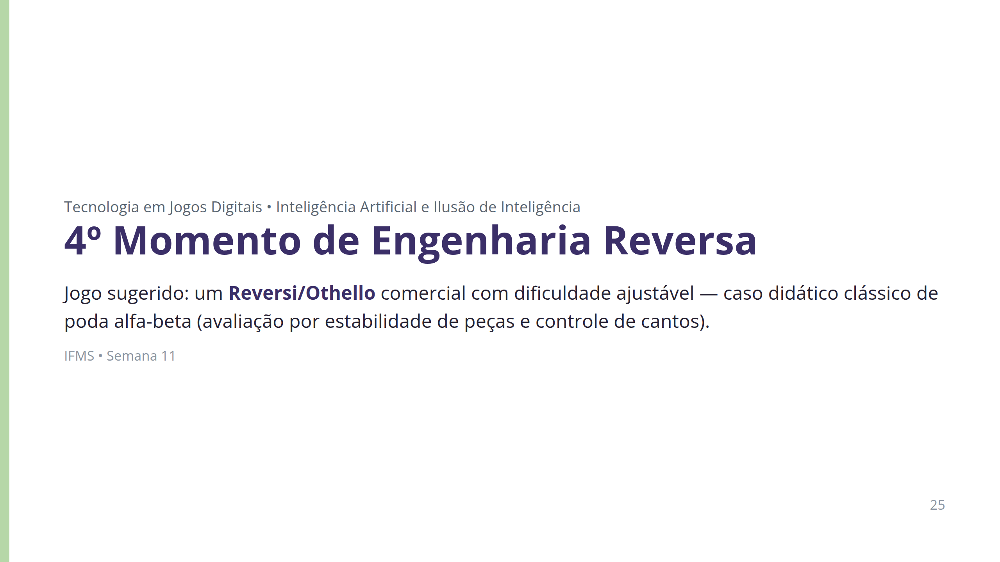 Tecnologia em Jogos Digitais • Inteligência Artificial e Ilusão de Inteligência
4º Momento de Engenharia Reversa
Jogo sugerido: um Reversi/Othello comercial com dificuldade ajustável — caso didático clássico de
poda alfa-beta (avaliação por estabilidade de peças e controle de cantos).
IFMS • Semana 11
25